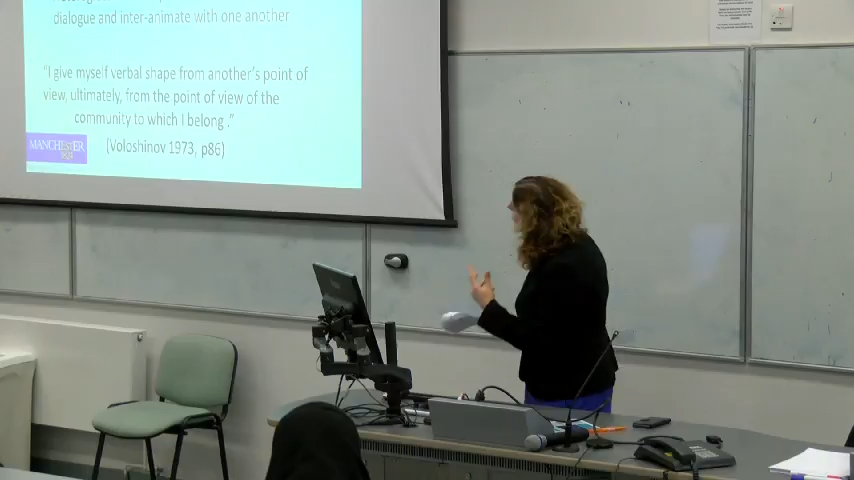 dialogue and inter-animate with one another
"I give myself verbal shape from another's point of
view, ultimately, from the point of view of the
community to which I belong ."
(Voloshinov 1973, p86)
MANCHESTER
1824